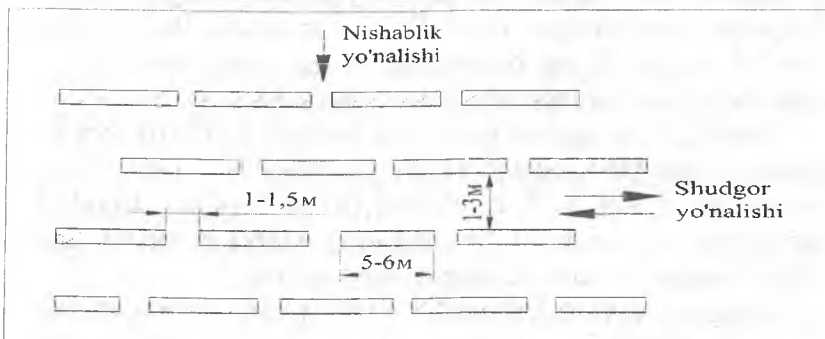 Nishablik
yo'nalishi
1-1,5м
1-3м
Shudgor
yo'nalishi
5-6м